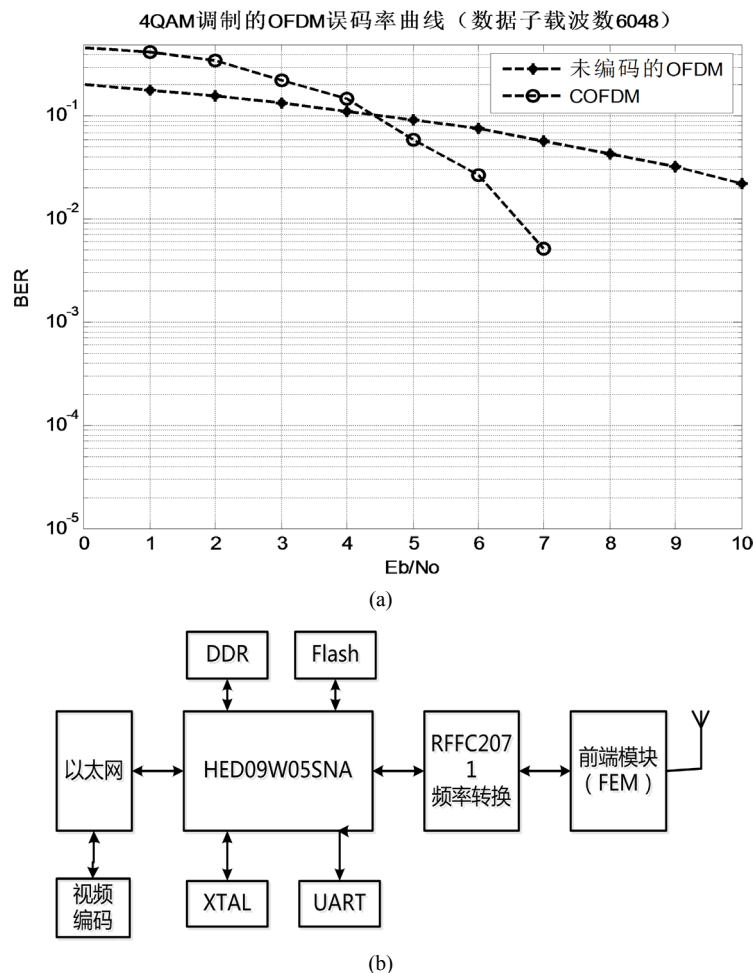 4QAM调制的OFDM误码率曲线（数据子载波数6048）
未编码的OFDM
COFDM
10^-1
10^-2
10^-3
10^-4
10^-5
BER
0 1 2 3 4 5 6 7 8 9 10
Eb/No
(a)
DDR
Flash
以太网
HED09W05SNA
RFFC207
1
频率转换
前端模块
（FEM）
视频
编码
XTAL
UART
(b)